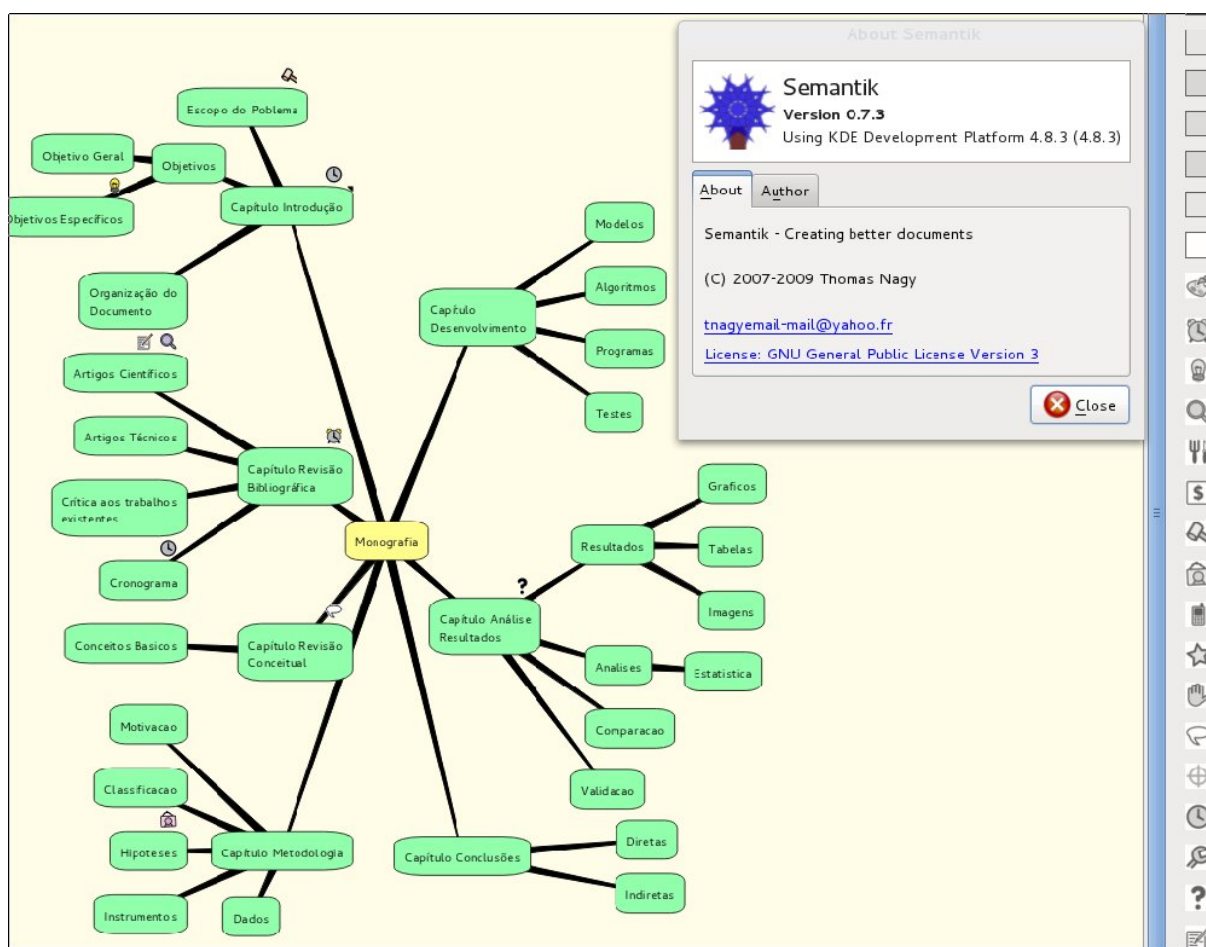 About Semantik
Semantik
Version 0.7.3
Using KDE Development Platform 4.8.3 (4.8.3)
About
Author
Semantik - Creating better documents
(C) 2007-2009 Thomas Nagy
tnagyemail-mail@yahoo.fr
License: GNU General Public License Version 3
Close
Escopo do Poblema
Objetivo Geral
Objetivos
bjetivos Específicos
Capítulo Introdução
Organização do
Documento
Artigos Científicos
Artigos Técnicos
Capítulo Revisão
Bibliográfica
Crítica aos trabalhos
existentes
Cronograma
Monografia
Conceitos Basicos
Capítulo Revisão
Conceitual
Motivacao
Classificacao
Hipoteses
Capítulo Metodologia
Instrumentos
Dados
Modelos
Capítulo
Desenvolvimento
Algoritmos
Programas
Testes
Graficos
Resultados
Tabelas
Imagens
?
Capítulo Análise
Resultados
Analises
Estatistica
Comparacao
Validacao
Capítulo Conclusões
Diretas
Indiretas
$
?